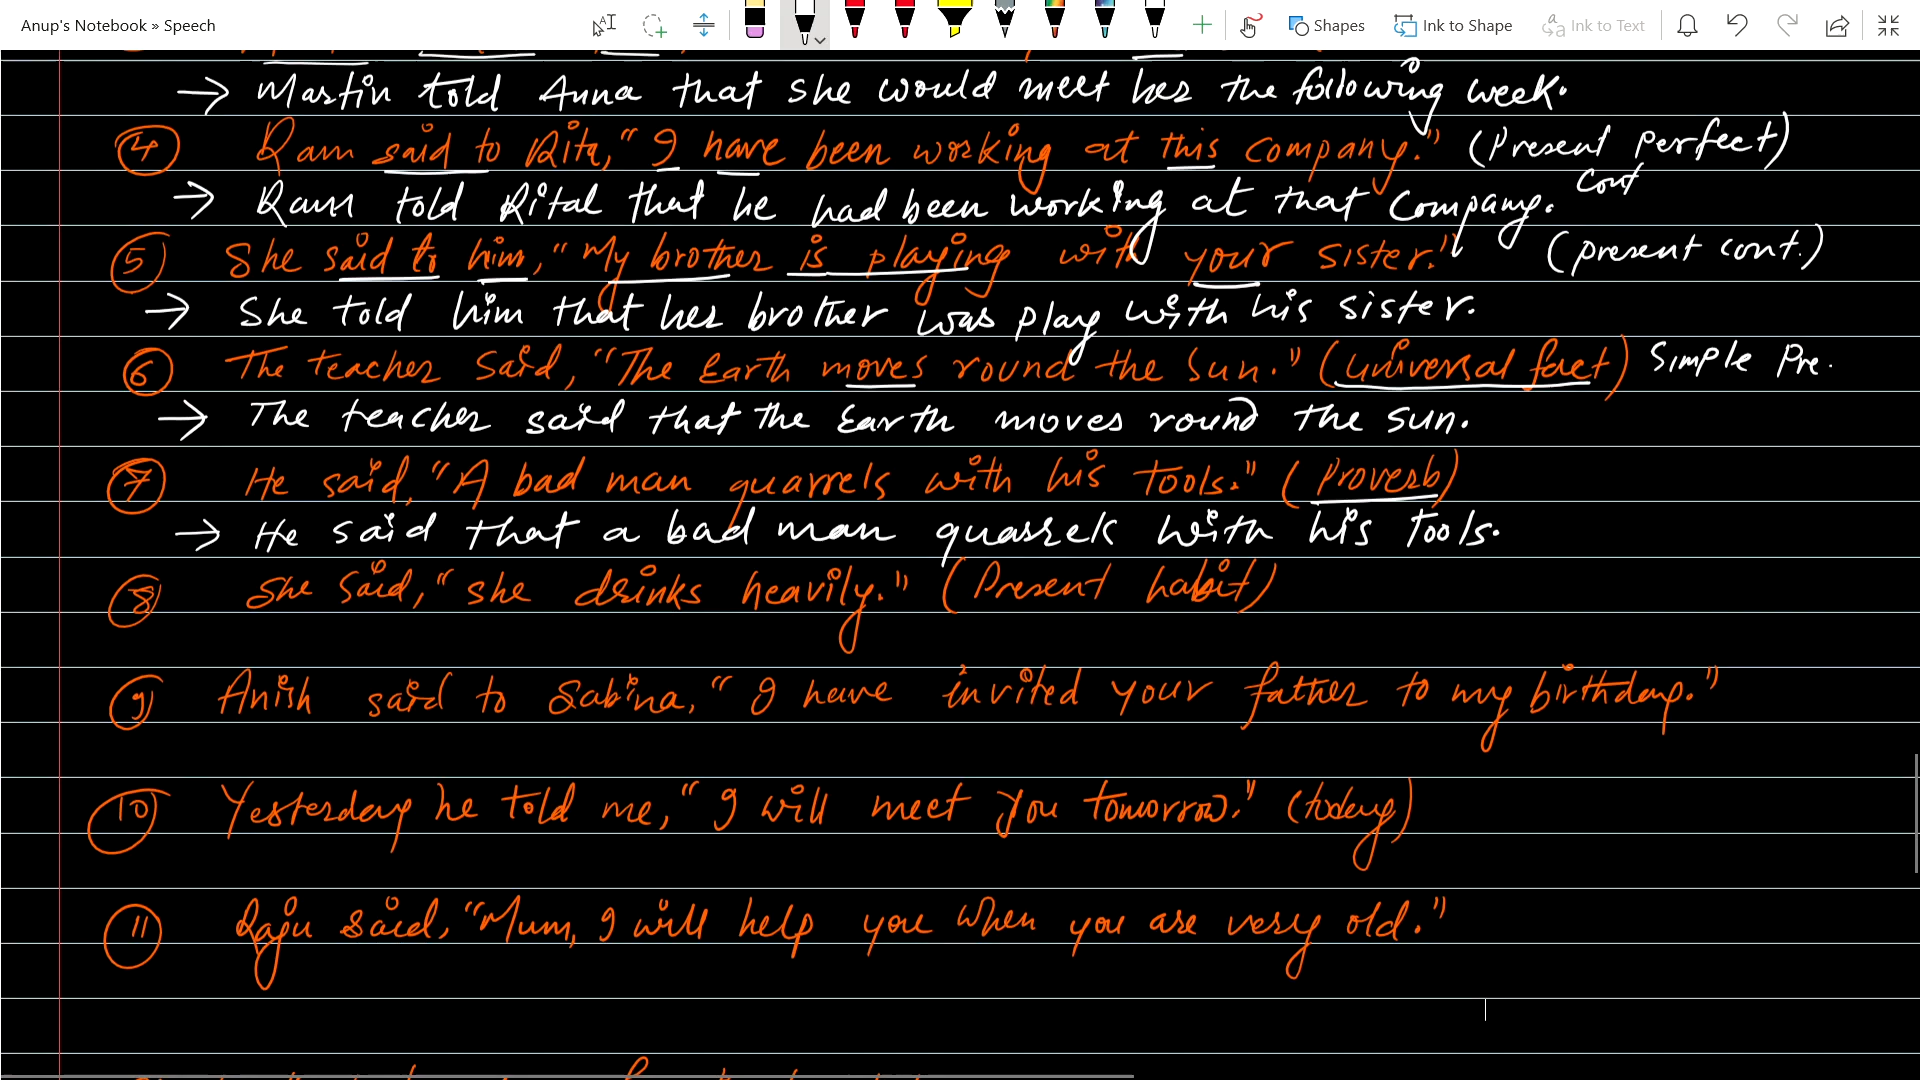 Anup's Notebook » Speech
Shapes
Ink to Shape
Ink to Text
→ Martin told Anna that she would meet her the following week.
④ Ram said to Rita, "I have been working at this company." (Present Perfect) Cont
→ Ram told Rital that he had been working at that company.
⑤ She said to him, "My brother is playing with your sister." (present cont.)
→ She told him that her brother was play with his sister.
⑥ The teacher said, "The Earth moves round the Sun." (universal fact) Simple Pre.
→ The teacher said that the Earth moves round the sun.
⑦ He said, "A bad man quarrels with his tools." (Proverb)
→ He said that a bad man quarrels with his tools.
⑧ She said, "she drinks heavily." (Present habit)
⑨ Anish said to Sabina, "I have invited your father to my birthday."
⑩ Yesterday he told me, "I will meet you tomorrow." (today)
⑪ Raju said, "Mum, I will help you when you are very old."